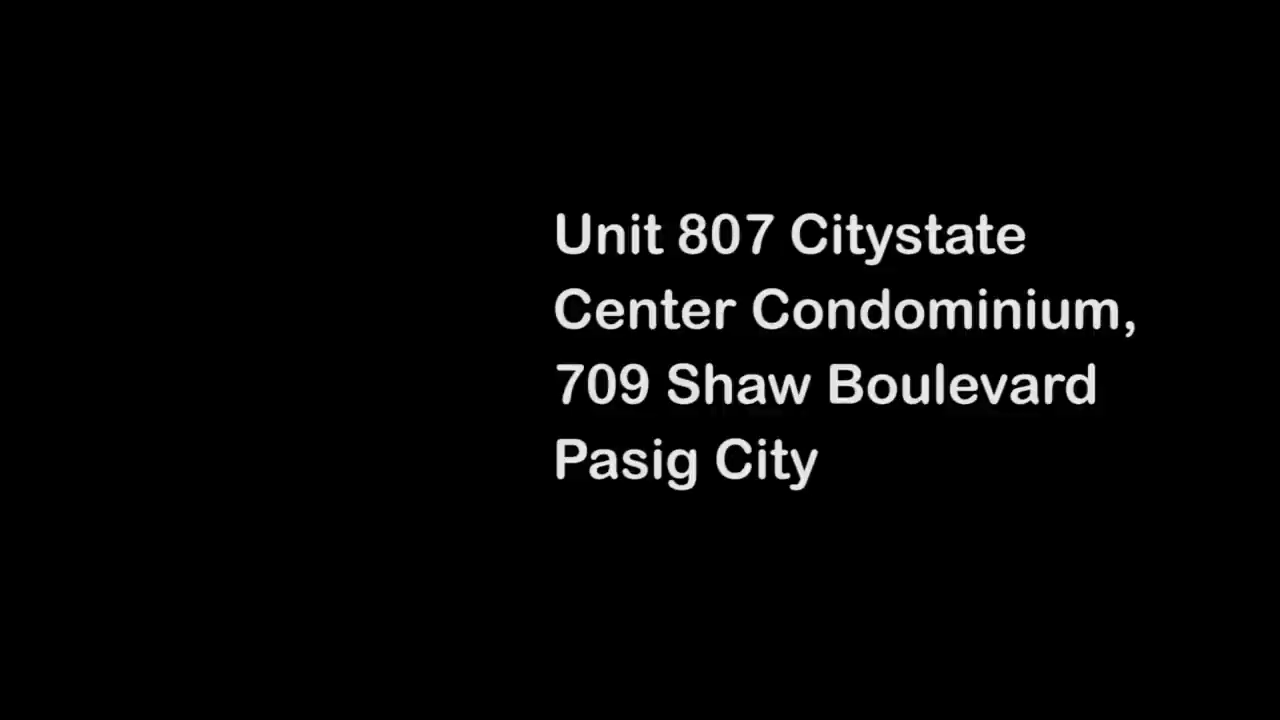 Unit 807 Citystate
Center Condominium,
709 Shaw Boulevard
Pasig City